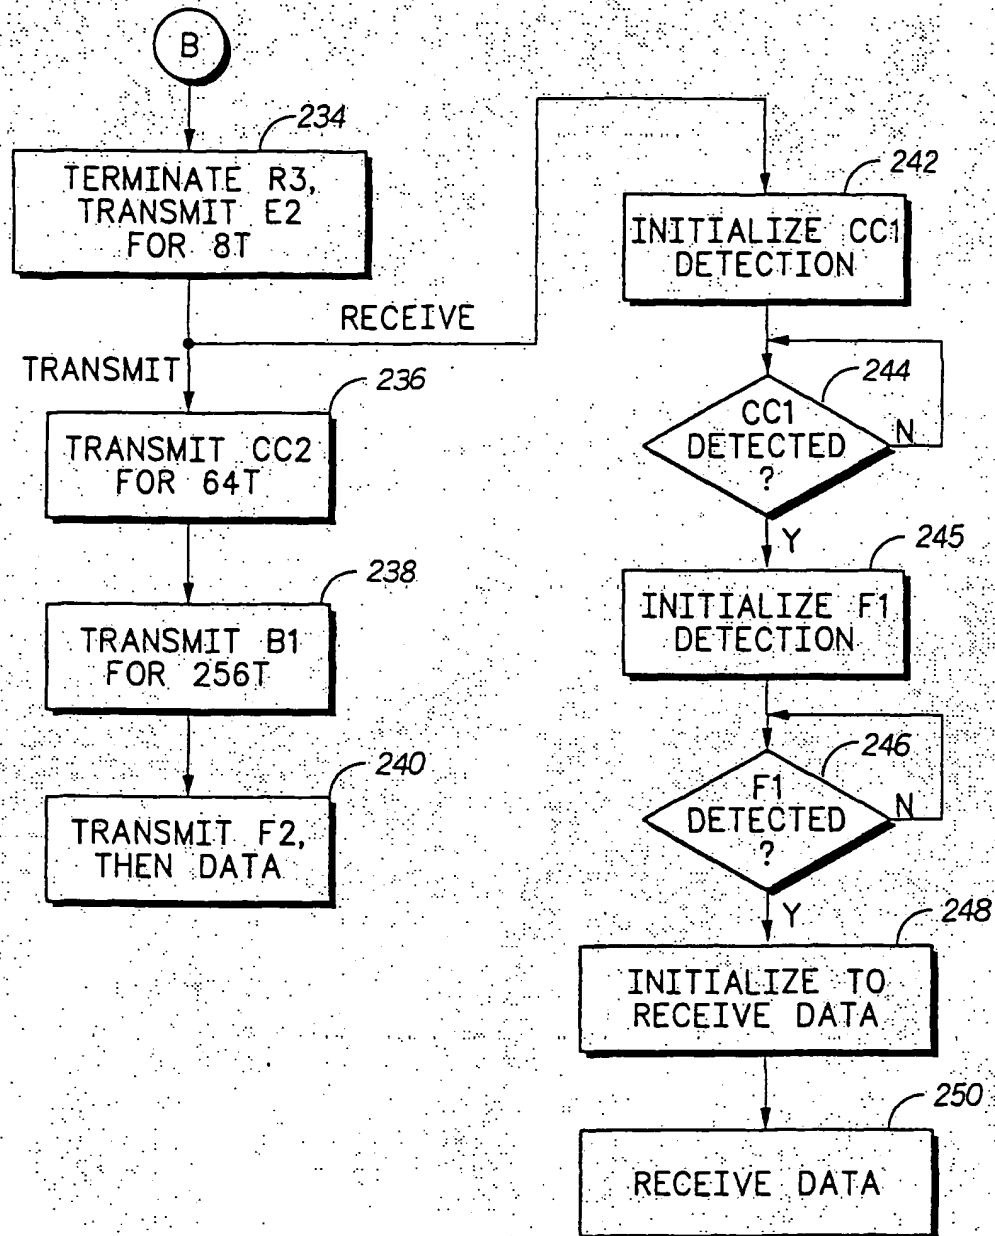 B
234
TERMINATE R3,
TRANSMIT E2
FOR 8T
RECEIVE
TRANSMIT
236
TRANSMIT CC2
FOR 64T
238
TRANSMIT B1
FOR 256T
240
TRANSMIT F2,
THEN DATA
242
INITIALIZE CC1
DETECTION
244
CC1
DETECTED
?
N
Y
245
INITIALIZE F1
DETECTION
246
F1
DETECTED
?
N
Y
248
INITIALIZE TO
RECEIVE DATA
250
RECEIVE DATA